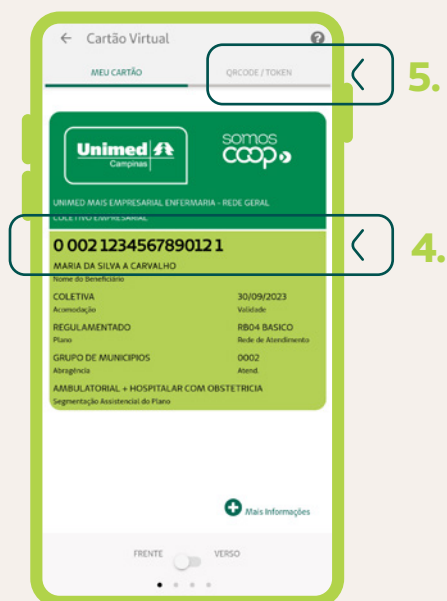 ← Cartão Virtual ?
MEU CARTÃO QRCODE / TOKEN
5.
Unimed
Campinas
somos
coop
UNIMED MAIS EMPRESARIAL ENFERMARIA - REDE GERAL
COLETIVO EMPRESARIAL
0 002 123456789012 1
4.
MARIA DA SILVA A CARVALHO
Nome do Beneficiário
COLETIVA 30/09/2023
Acomodação Validade
REGULAMENTADO RB04 BASICO
Plano Rede de Atendimento
GRUPO DE MUNICIPIOS 0002
Abragência Atend.
AMBULATORIAL + HOSPITALAR COM OBSTETRICIA
Segmentação Assistencial do Plano
Mais Informações
FRENTE VERSO